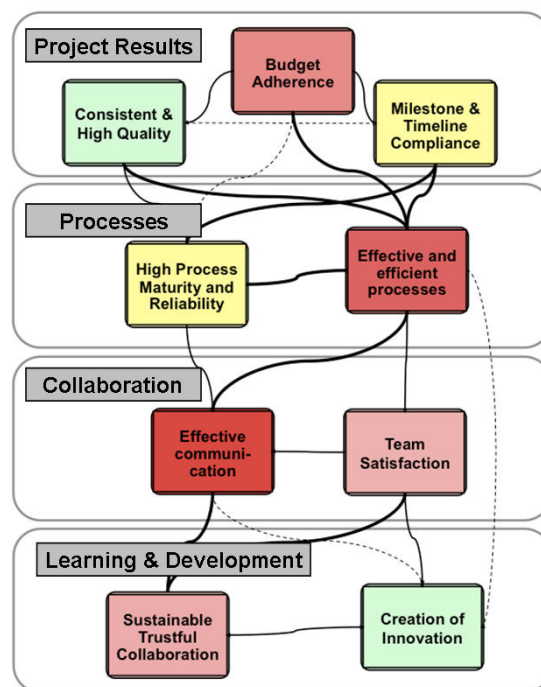 Project Results
Budget
Adherence
Consistent &
High Quality
Milestone &
Timeline
Compliance
Processes
High Process
Maturity and
Reliability
Effective and
efficient
processes
Collaboration
Effective
communi-
cation
Team
Satisfaction
Learning & Development
Sustainable
Trustful
Collaboration
Creation of
Innovation